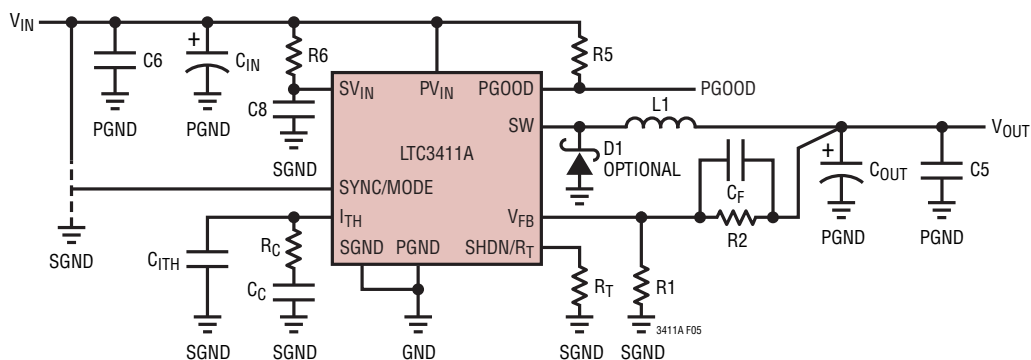 VIN
C6
+
CIN
R6
R5
SVIN
PVIN
PGOOD
PGOOD
C8
PGND
PGND
SGND
SW
L1
VOUT
LTC3411A
D1
OPTIONAL
CF
+
COUT
C5
SYNC/MODE
ITH
VFB
R2
PGND
PGND
SGND
CITH
RC
SGND
PGND
SHDN/RT
CC
RT
R1
3411A F05
SGND
SGND
GND
SGND
SGND